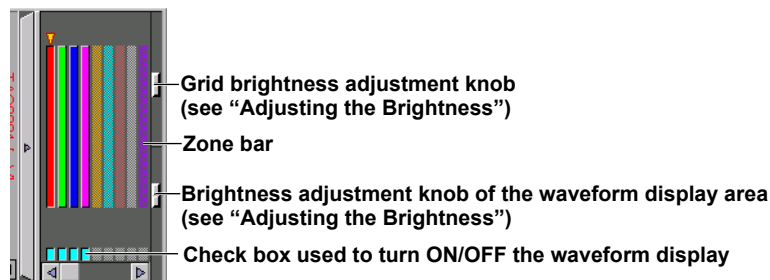 Grid brightness adjustment knob
(see “Adjusting the Brightness”)
Zone bar
Brightness adjustment knob of the waveform display area
(see “Adjusting the Brightness”)
Check box used to turn ON/OFF the waveform display